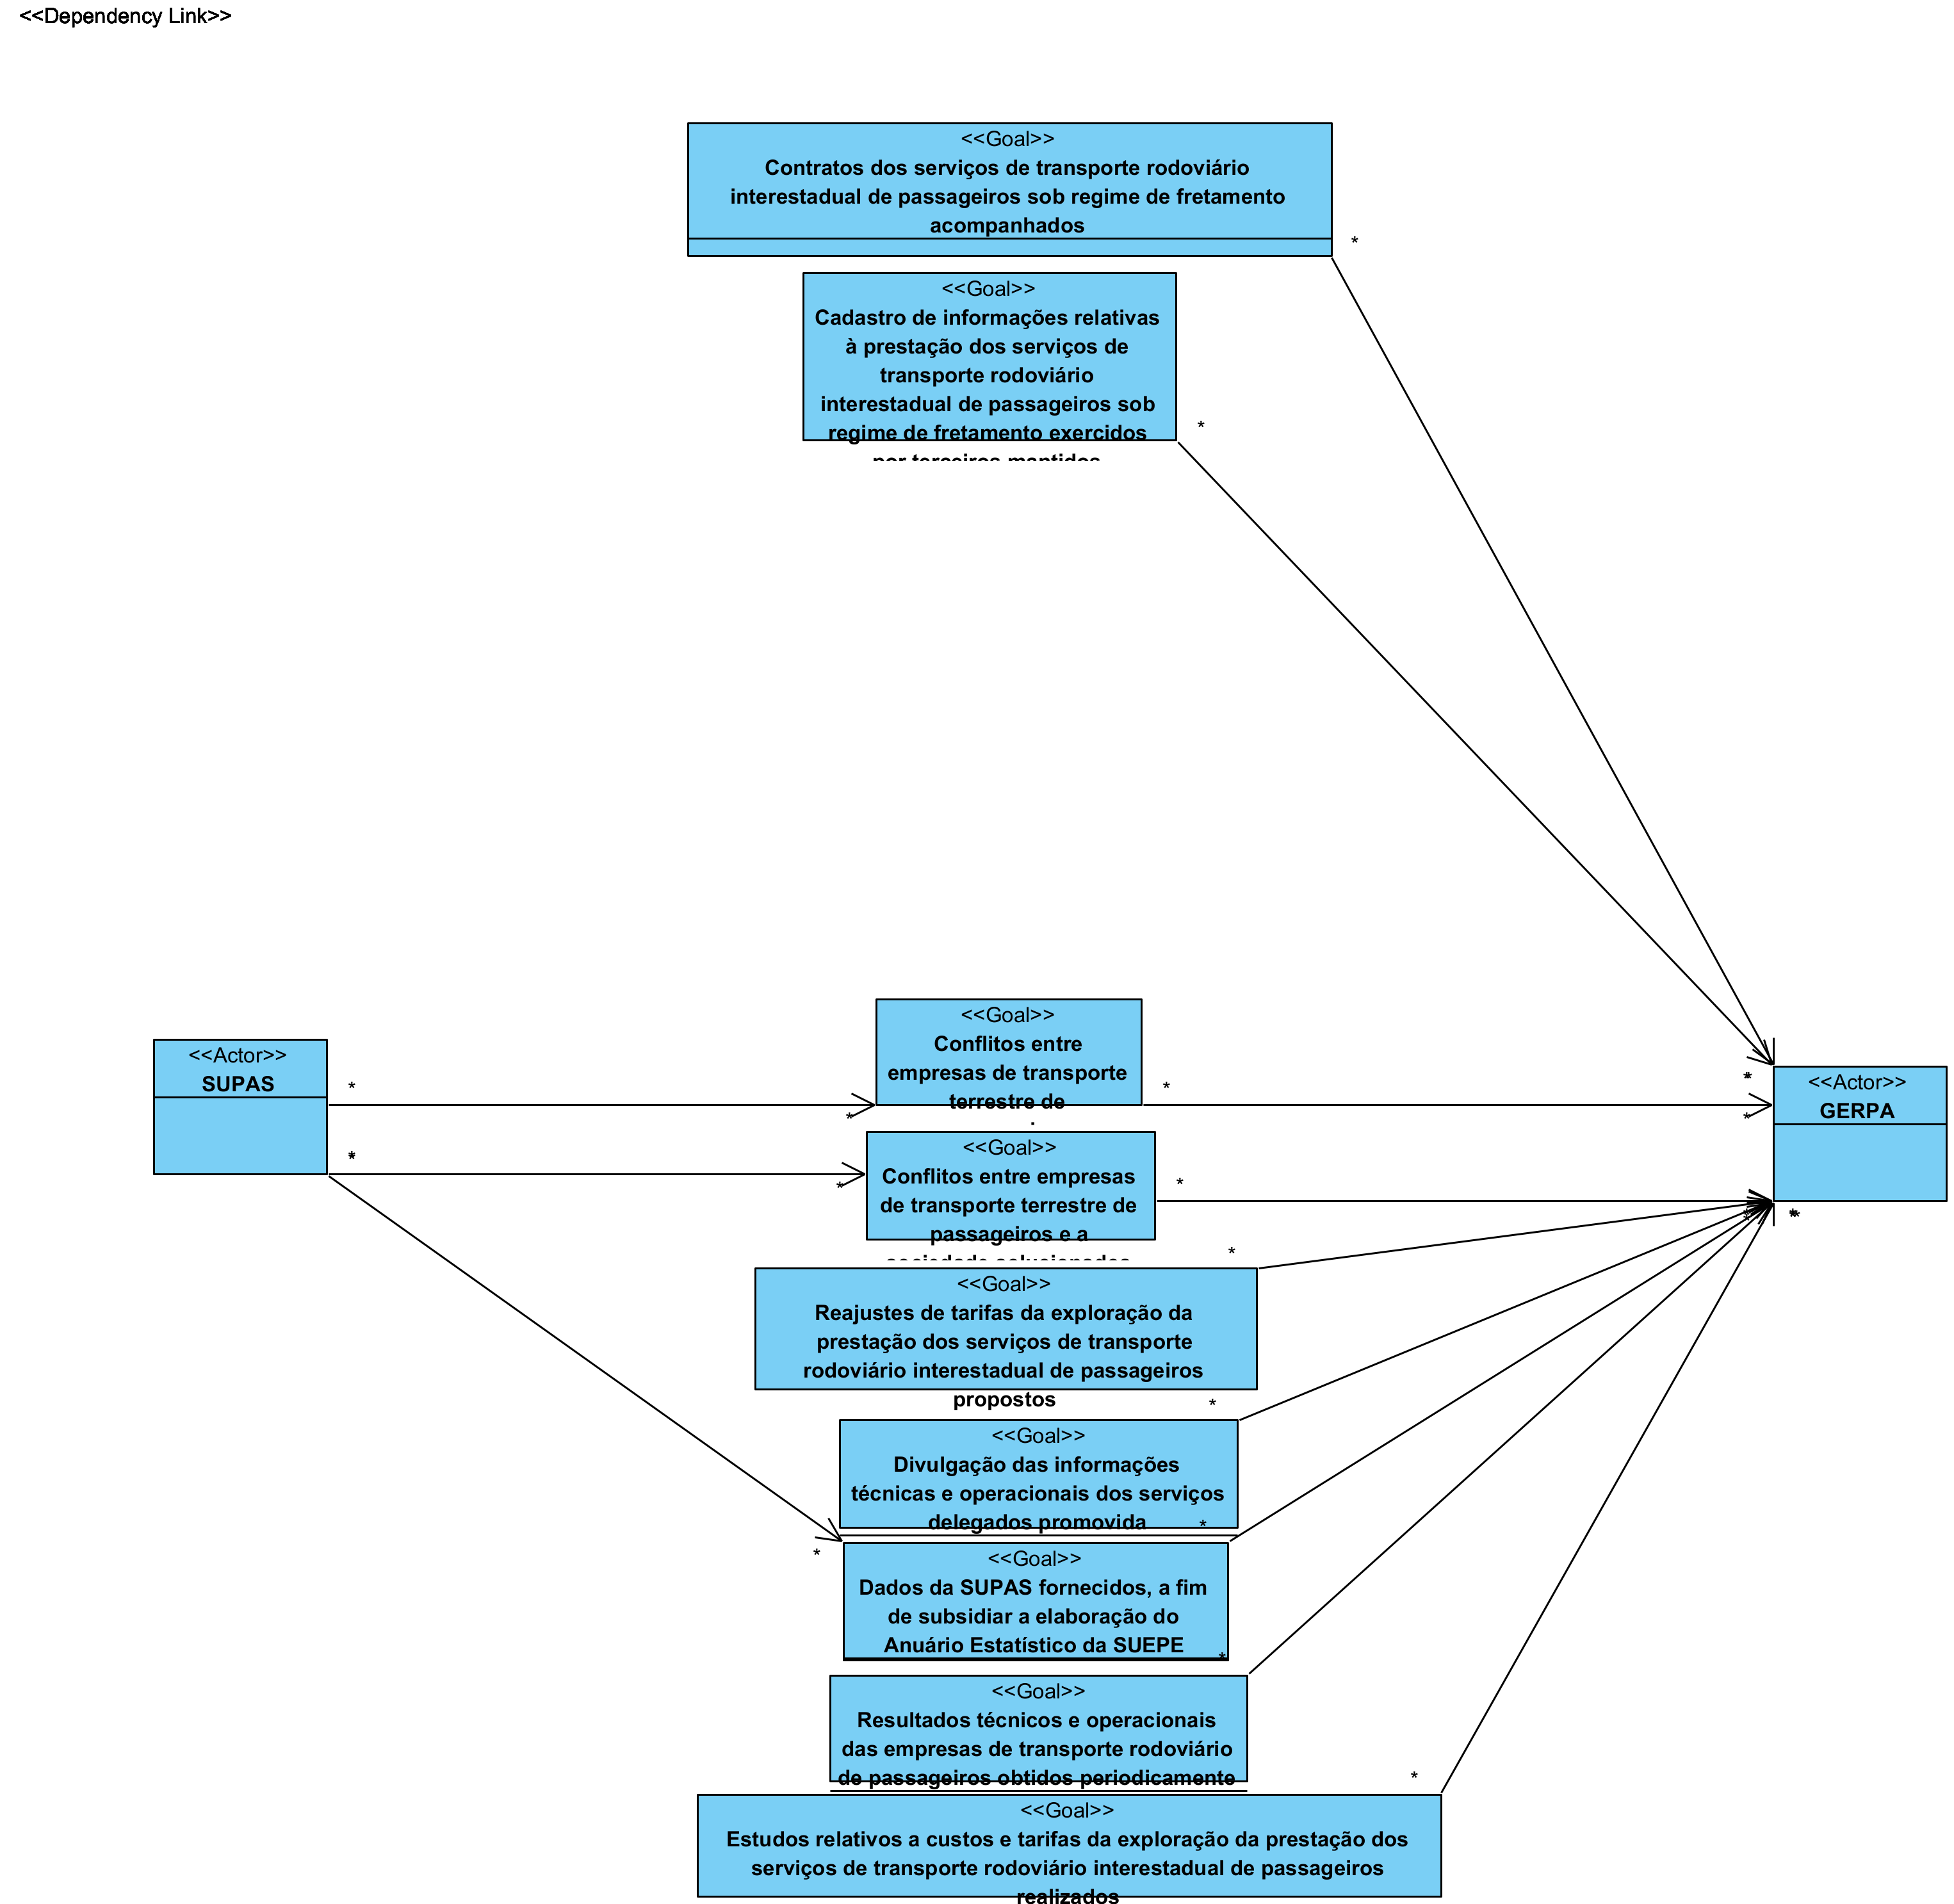 <<Dependency Link>>
<<Goal>>
Contratos dos serviços de transporte rodoviário
interestadual de passageiros sob regime de fretamento
acompanhados
*
<<Goal>>
Cadastro de informações relativas
à prestação dos serviços de
transporte rodoviário
interestadual de passageiros sob
regime de fretamento exercidos
por terceiros mantidos
*
<<Goal>>
Conflitos entre
empresas de transporte
terrestre de
<<Actor>>
SUPAS
*
*
*
*
*
<<Actor>>
GERPA
<<Goal>>
Conflitos entre empresas
de transporte terrestre de
passageiros e a
sociedade solucionados
*
*
*
*
*
<<Goal>>
Reajustes de tarifas da exploração da
prestação dos serviços de transporte
rodoviário interestadual de passageiros
propostos
*
<<Goal>>
Divulgação das informações
técnicas e operacionais dos serviços
delegados promovida
*
*
<<Goal>>
Dados da SUPAS fornecidos, a fim
de subsidiar a elaboração do
Anuário Estatístico da SUEPE
*
<<Goal>>
Resultados técnicos e operacionais
das empresas de transporte rodoviário
de passageiros obtidos periodicamente
*
<<Goal>>
Estudos relativos a custos e tarifas da exploração da prestação dos
serviços de transporte rodoviário interestadual de passageiros
realizados